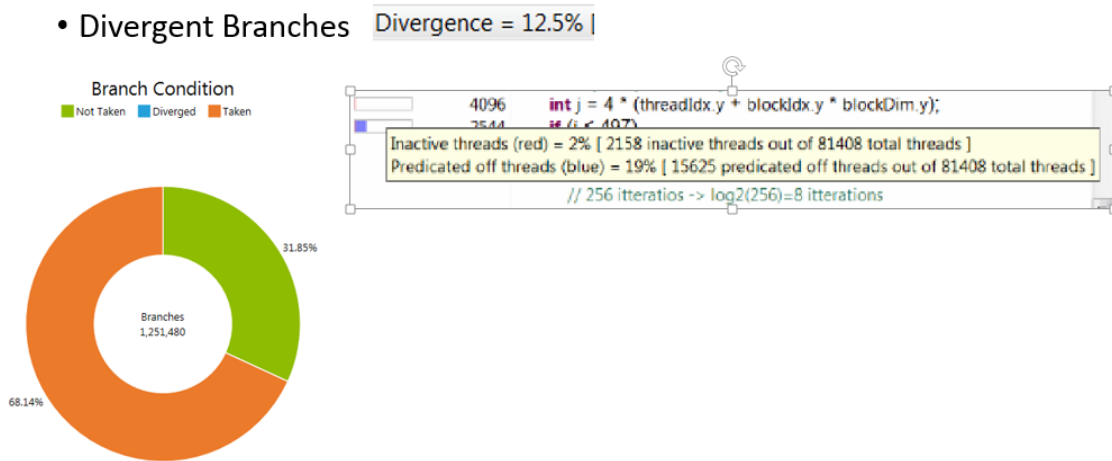 • Divergent Branches
Divergence = 12.5% [
Branch Condition
Not Taken Diverged Taken
31.85%
Branches
1,251,480
68.14%
4096 int j = 4 * (threadIdx.y + blockIdx.y * blockDim.y);
2544 if (i < 497)
Inactive threads (red) = 2% [ 2158 inactive threads out of 81408 total threads ]
Predicated off threads (blue) = 19% [ 15625 predicated off threads out of 81408 total threads ]
// 256 itteratios -> log2(256)=8 itterations